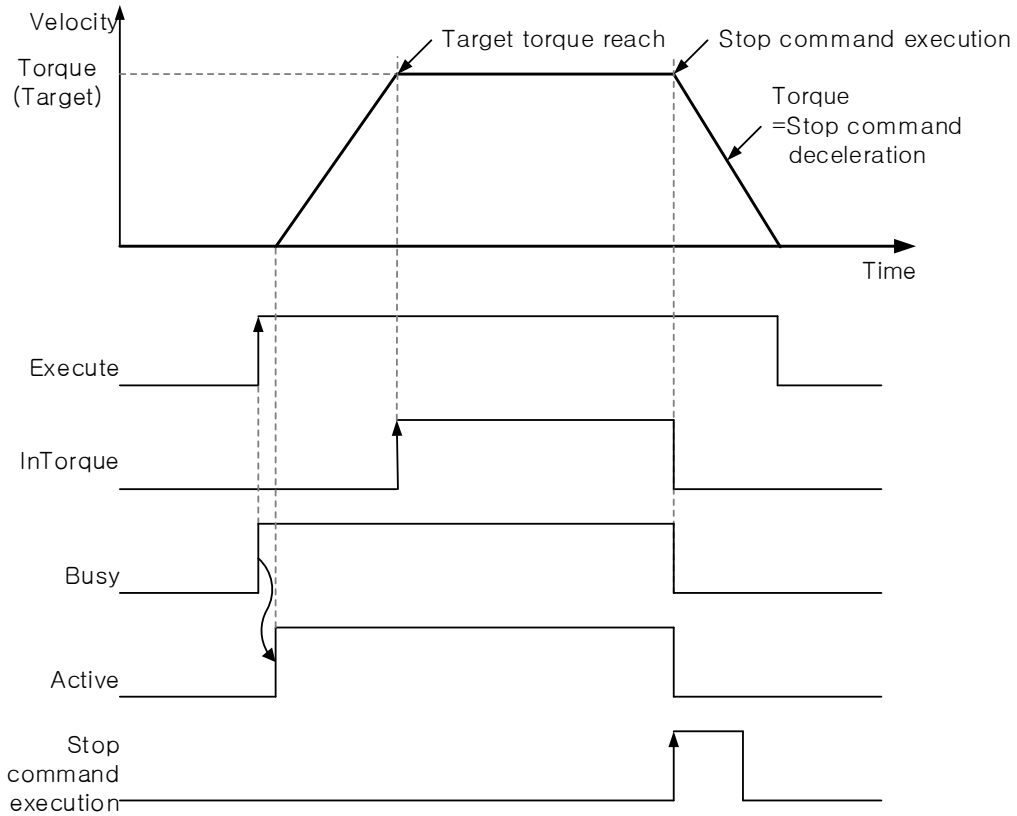 Velocity
Torque
(Target)
Target torque reach
Stop command execution
Torque
=Stop command
deceleration
Time
Execute
InTorque
Busy
Active
Stop
command
execution